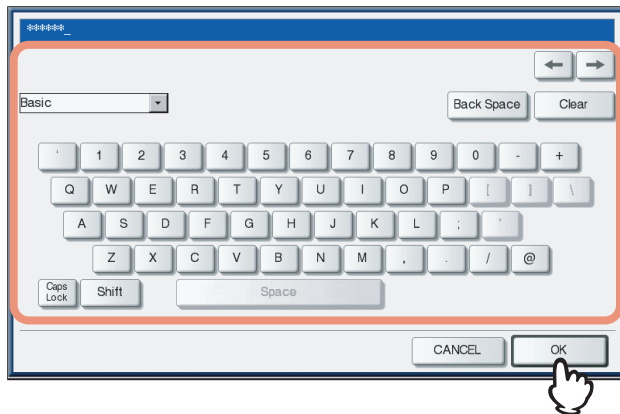 ******_
← →
Basic Back Space Clear
` 1 2 3 4 5 6 7 8 9 0 - +
Q W E R T Y U I O P [ ] \
A S D F G H J K L ; '
Z X C V B N M , . / @
Caps Lock Shift Space
CANCEL OK